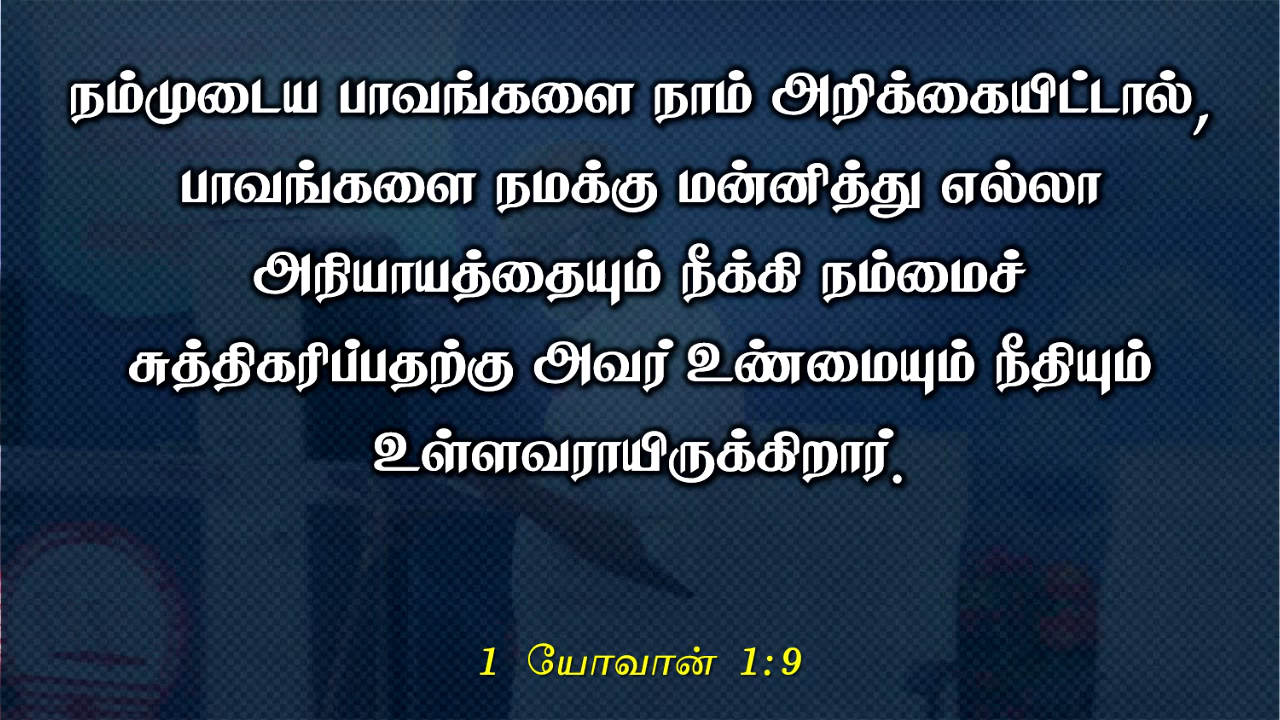 நம்முடைய பாவங்களை நாம் அறிக்கையிட்டால்,
பாவங்களை நமக்கு மன்னித்து எல்லா
அநியாயத்தையும் நீக்கி நம்மைச்
சுத்திகரிப்பதற்கு அவர் உண்மையும் நீதியும்
உள்ளவராயிருக்கிறார்.
1 யோவான் 1:9